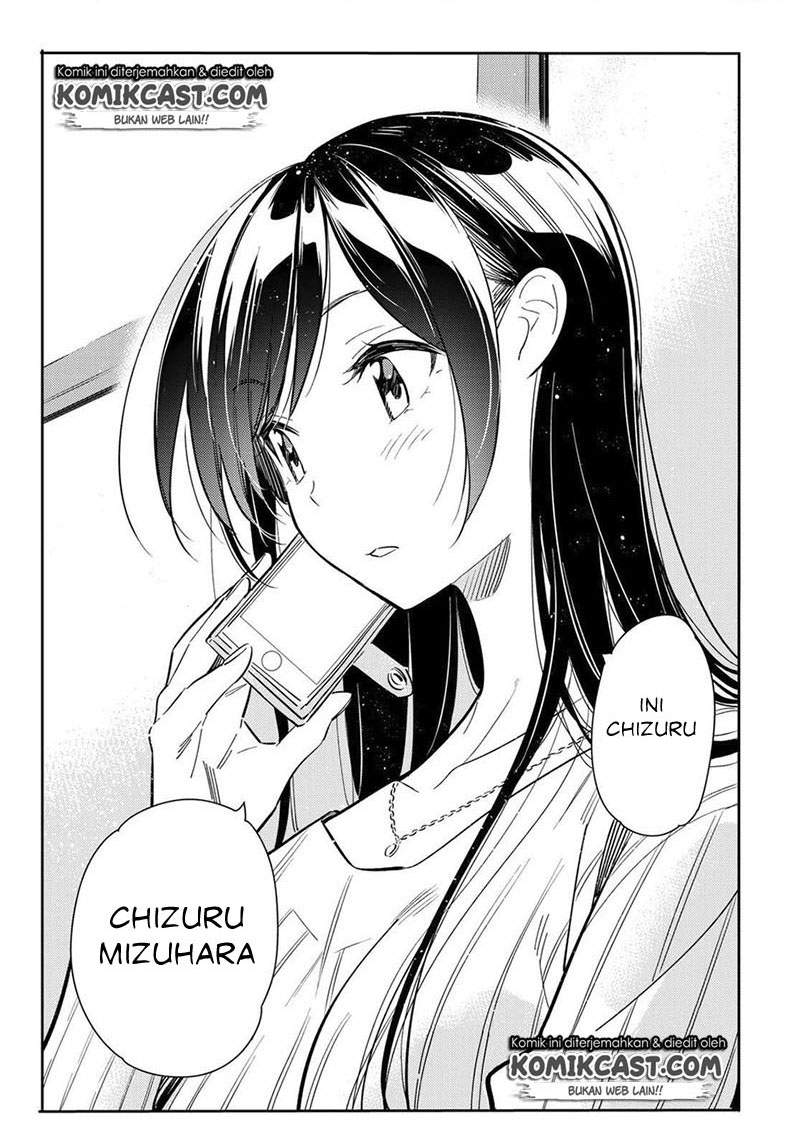 Komik ini diterjemahkan & diedit oleh
KOMIKCAST.COM
BUKAN WEB LAIN!!
INI
CHIZURU
CHIZURU
MIZUHARA
Komik ini diterjemahkan & diedit oleh
KOMIKCAST.COM
BUKAN WEB LAIN!!